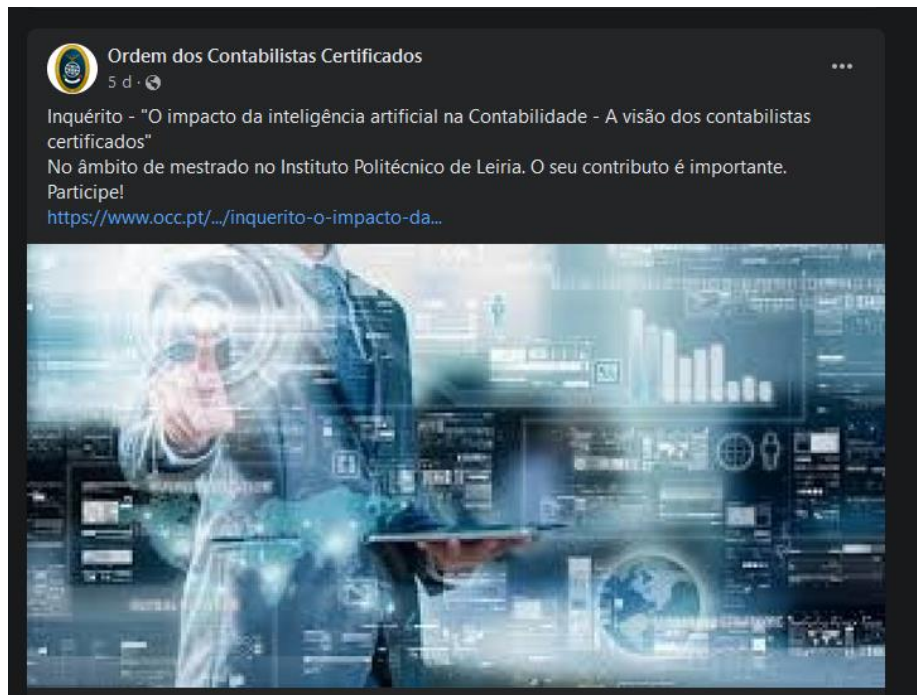 Ordem dos Contabilistas Certificados
5 d ·
Inquérito - "O impacto da inteligência artificial na Contabilidade - A visão dos contabilistas
certificados"
No âmbito de mestrado no Instituto Politécnico de Leiria. O seu contributo é importante.
Participe!
https://www.occ.pt/.../inquerito-o-impacto-da...